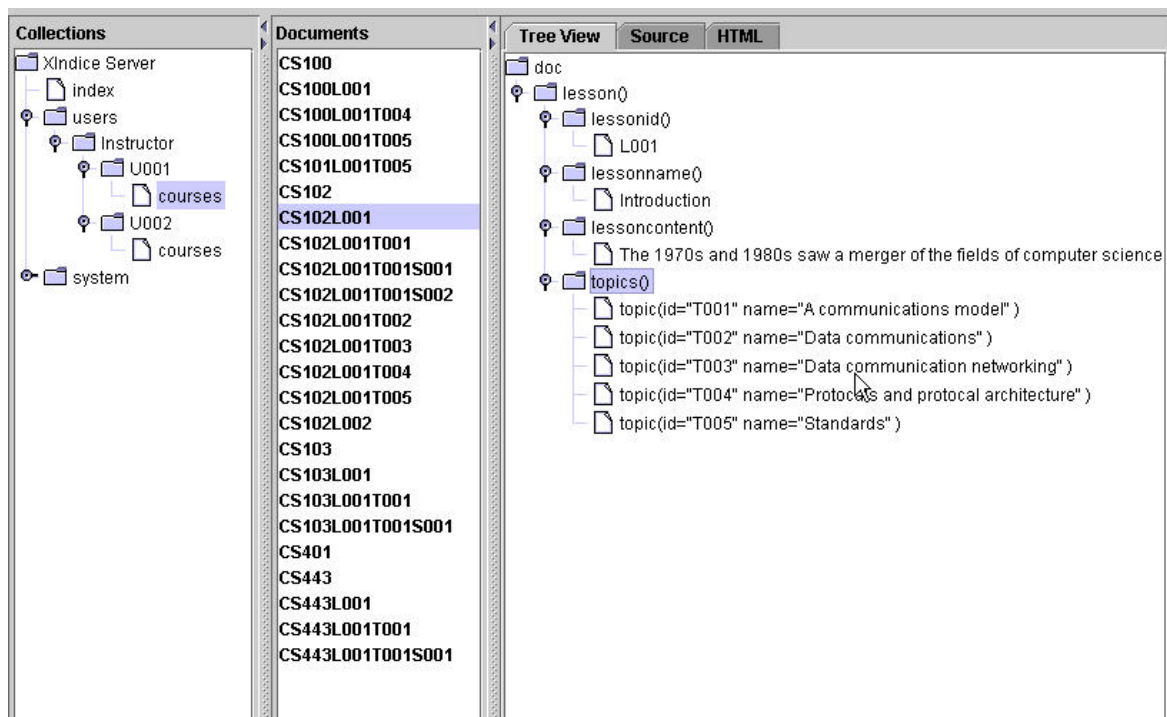 Collections
XIndice Server
index
users
Instructor
U001
courses
U002
courses
system
Documents
CS100
CS100L001
CS100L001T004
CS100L001T005
CS101L001T005
CS102
CS102L001
CS102L001T001
CS102L001T001S001
CS102L001T001S002
CS102L001T002
CS102L001T003
CS102L001T004
CS102L001T005
CS102L002
CS103
CS103L001
CS103L001T001
CS103L001T001S001
CS401
CS443
CS443L001
CS443L001T001
CS443L001T001S001
Tree View Source HTML
doc
lesson()
lessonid()
L001
lessonname()
Introduction
lessoncontent()
The 1970s and 1980s saw a merger of the fields of computer science
topics()
topic(id="T001" name="A communications model" )
topic(id="T002" name="Data communications" )
topic(id="T003" name="Data communication networking" )
topic(id="T004" name="Protocals and protocal architecture" )
topic(id="T005" name="Standards" )